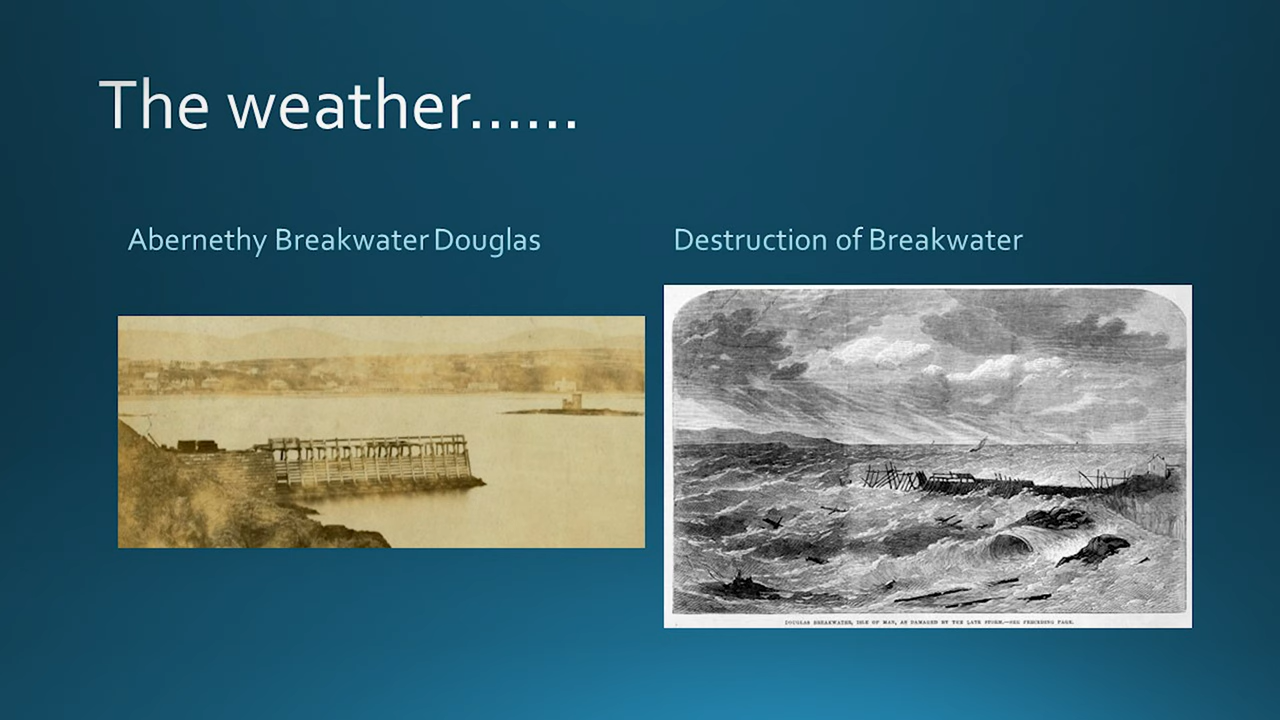 The weather......
Abernethy Breakwater Douglas
Destruction of Breakwater
DOUGLAS BREAKWATER, ISLE OF MAN, AS DAMAGED BY THE LATE STORM.—SEE PRECEDING PAGE.